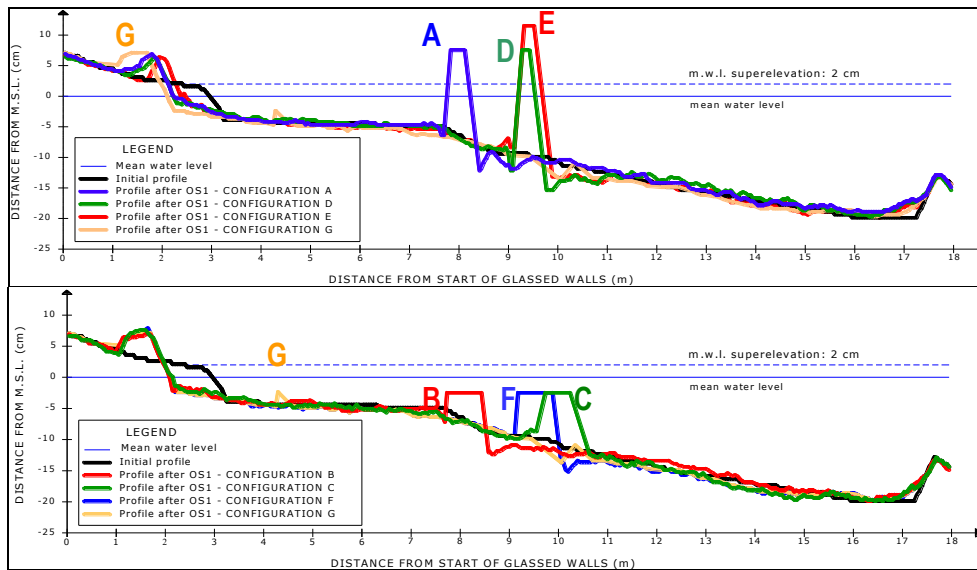 G
A
D
E
10
5
0
-5
-10
-15
-20
-25
DISTANCE FROM M.S.L. (cm)
m.w.l. superelevation: 2 cm
mean water level
LEGEND
Mean water level
Initial profile
Profile after OS1 - CONFIGURATION A
Profile after OS1 - CONFIGURATION D
Profile after OS1 - CONFIGURATION E
Profile after OS1 - CONFIGURATION G
0 1 2 3 4 5 6 7 8 9 10 11 12 13 14 15 16 17 18
DISTANCE FROM START OF GLASSED WALLS (m)
10
5
0
-5
-10
-15
-20
-25
DISTANCE FROM M.S.L. (cm)
G
m.w.l. superelevation: 2 cm
mean water level
B
F
C
LEGEND
Mean water level
Initial profile
Profile after OS1 - CONFIGURATION B
Profile after OS1 - CONFIGURATION C
Profile after OS1 - CONFIGURATION F
Profile after OS1 - CONFIGURATION G
0 1 2 3 4 5 6 7 8 9 10 11 12 13 14 15 16 17 18
DISTANCE FROM START OF GLASSED WALLS (m)